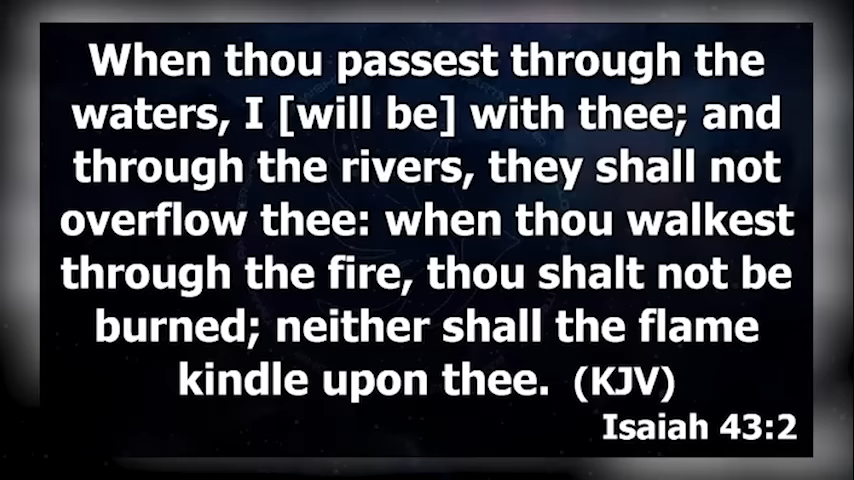 When thou passest through the
waters, I [will be] with thee; and
through the rivers, they shall not
overflow thee: when thou walkest
through the fire, thou shalt not be
burned; neither shall the flame
kindle upon thee. (KJV)
Isaiah 43:2